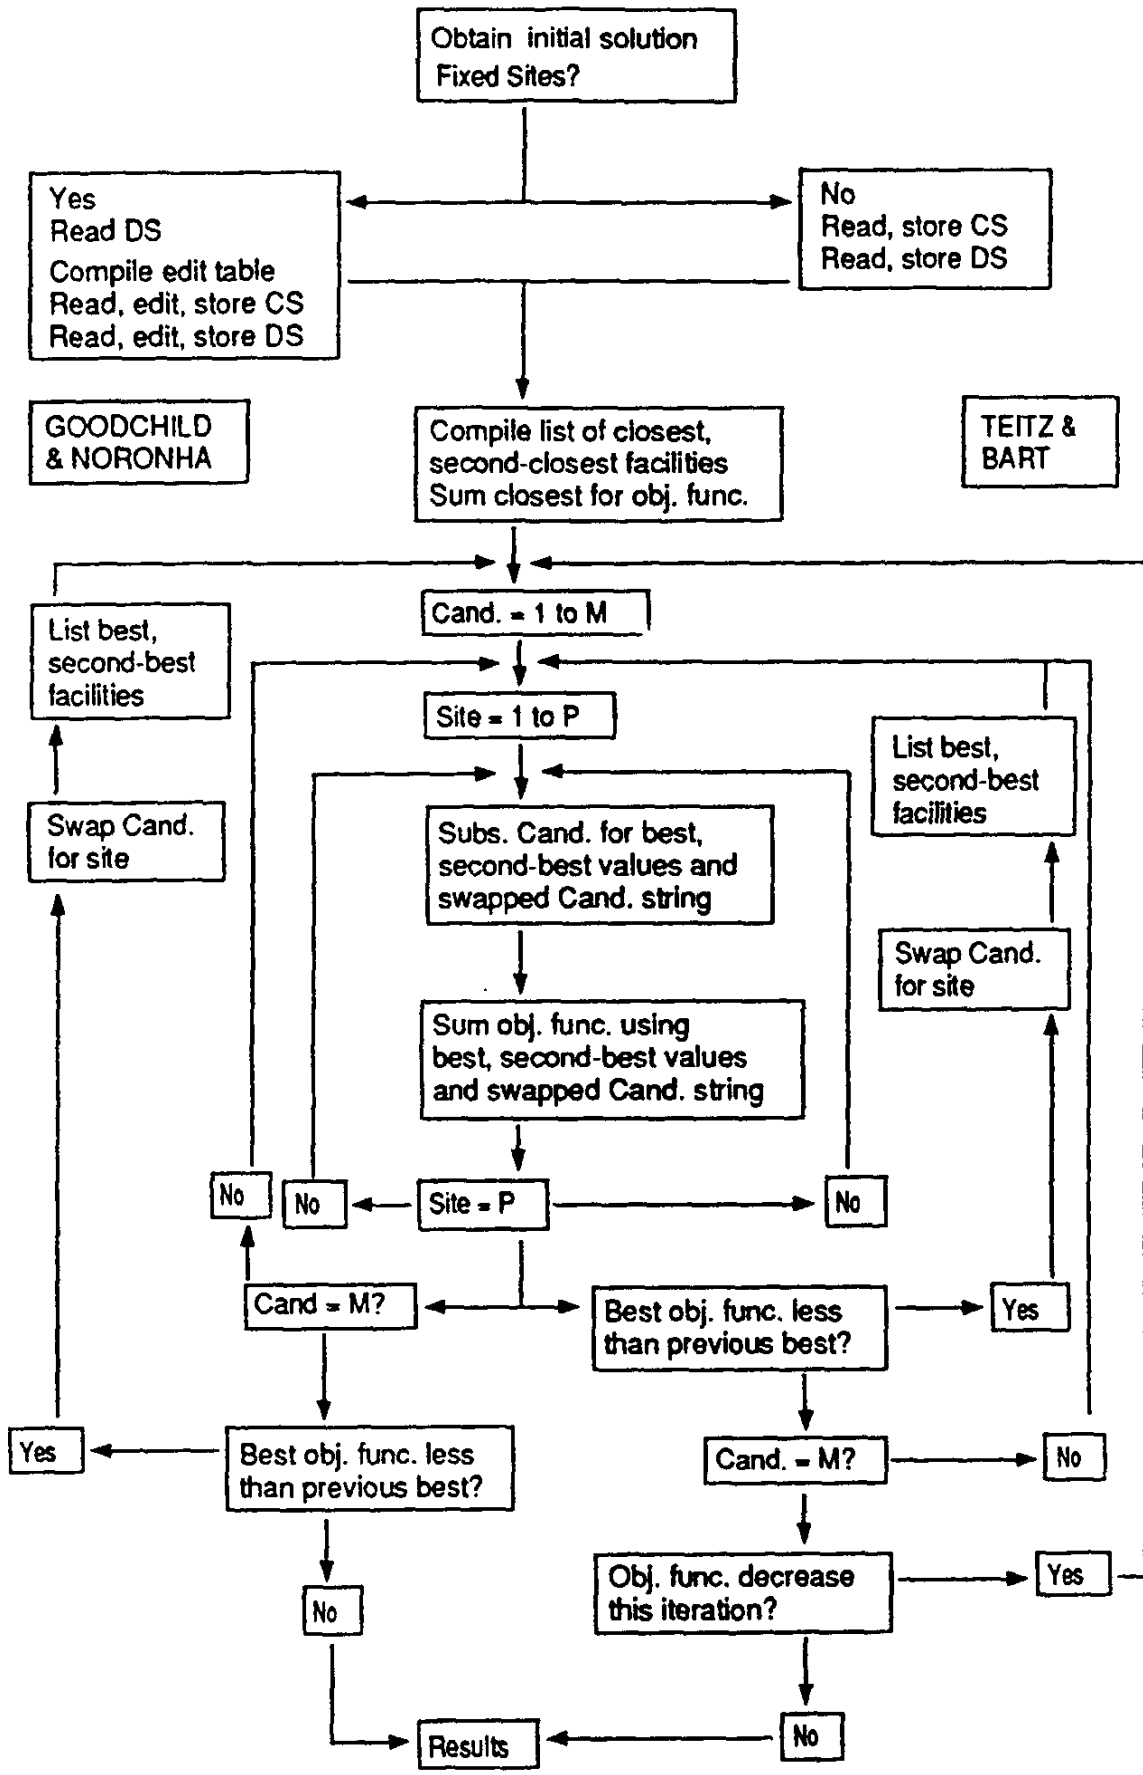 Obtain initial solution
Fixed Sites?
Yes
Read DS
Compile edit table
Read, edit, store CS
Read, edit, store DS
No
Read, store CS
Read, store DS
GOODCHILD
& NORONHA
Compile list of closest,
second-closest facilities
Sum closest for obj. func.
TEITZ &
BART
Cand. = 1 to M
List best,
second-best
facilities
Site = 1 to P
List best,
second-best
facilities
Swap Cand.
for site
Subs. Cand. for best,
second-best values and
swapped Cand. string
Swap Cand.
for site
Sum obj. func. using
best, second-best values
and swapped Cand. string
No
No
Site = P
No
Cand = M?
Best obj. func. less
than previous best?
Yes
Yes
Best obj. func. less
than previous best?
Cand. = M?
No
No
Obj. func. decrease
this iteration?
Yes
Results
No